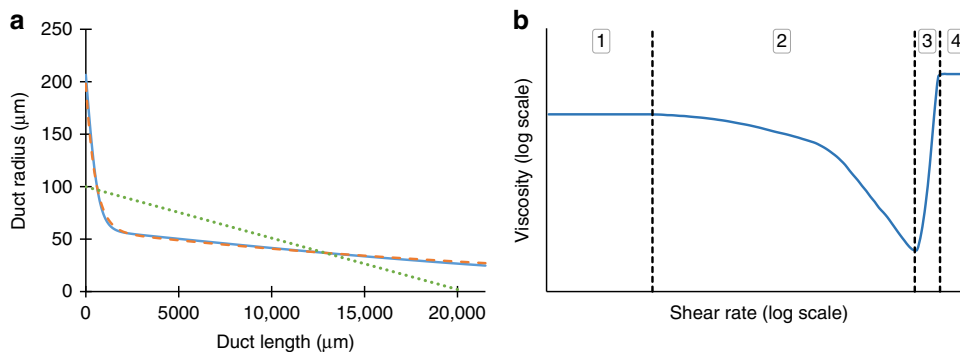 a
250
200
150
100
50
0
Duct radius (μm)
0 5000 10,000 15,000 20,000
Duct length (μm)
b
1 2 3 4
Viscosity (log scale)
Shear rate (log scale)